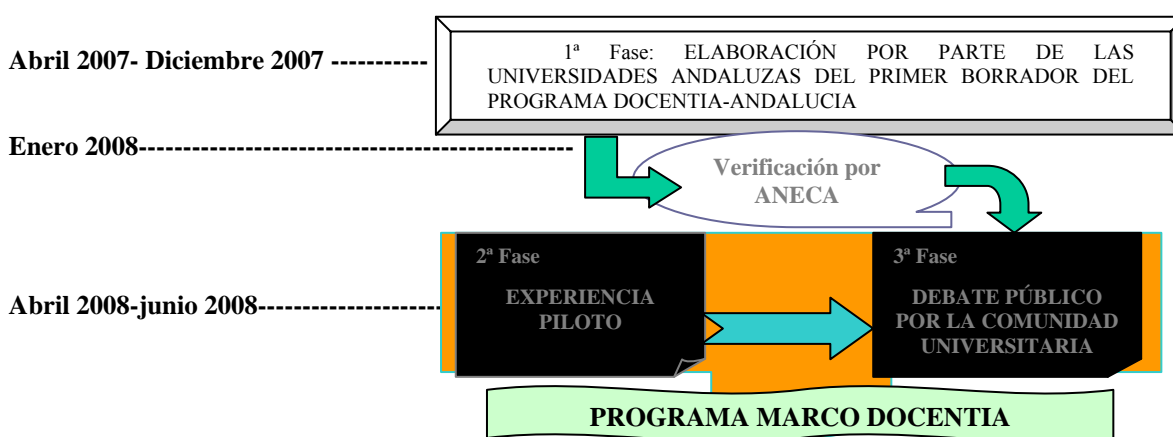 Abril 2007- Diciembre 2007 -----------
1ª Fase: ELABORACIÓN POR PARTE DE LAS
UNIVERSIDADES ANDALUZAS DEL PRIMER BORRADOR DEL
PROGRAMA DOCENTIA-ANDALUCIA
Enero 2008-------------------------------------------------
Verificación por
ANECA
Abril 2008-junio 2008---------------------
2ª Fase
EXPERIENCIA
PILOTO
3ª Fase
DEBATE PÚBLICO
POR LA COMUNIDAD
UNIVERSITARIA
PROGRAMA MARCO DOCENTIA